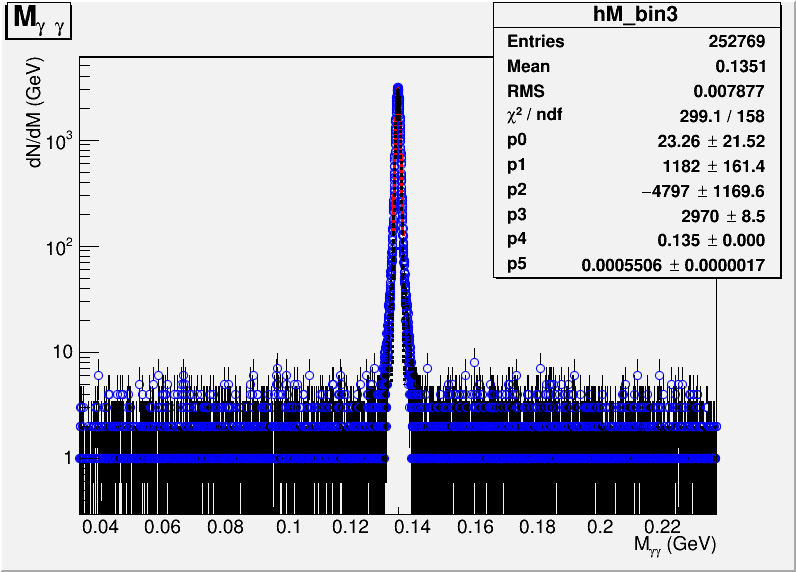 Mγ γ
hM_bin3
Entries 252769
Mean 0.1351
RMS 0.007877
χ² / ndf 299.1 / 158
p0 23.26 ± 21.52
p1 1182 ± 161.4
p2 −4797 ± 1169.6
p3 2970 ± 8.5
p4 0.135 ± 0.000
p5 0.0005506 ± 0.0000017
dN/dM (GeV)
10³
10²
10
1
0.04 0.06 0.08 0.1 0.12 0.14 0.16 0.18 0.2 0.22
Mγγ (GeV)